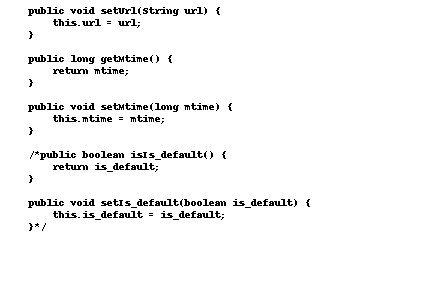 public void setUrl(String url) {
    this.url = url;
}

public long getMtime() {
    return mtime;
}

public void setMtime(long mtime) {
    this.mtime = mtime;
}

/*public boolean isIs_default() {
    return is_default;
}

public void setIs_default(boolean is_default) {
    this.is_default = is_default;
}*/